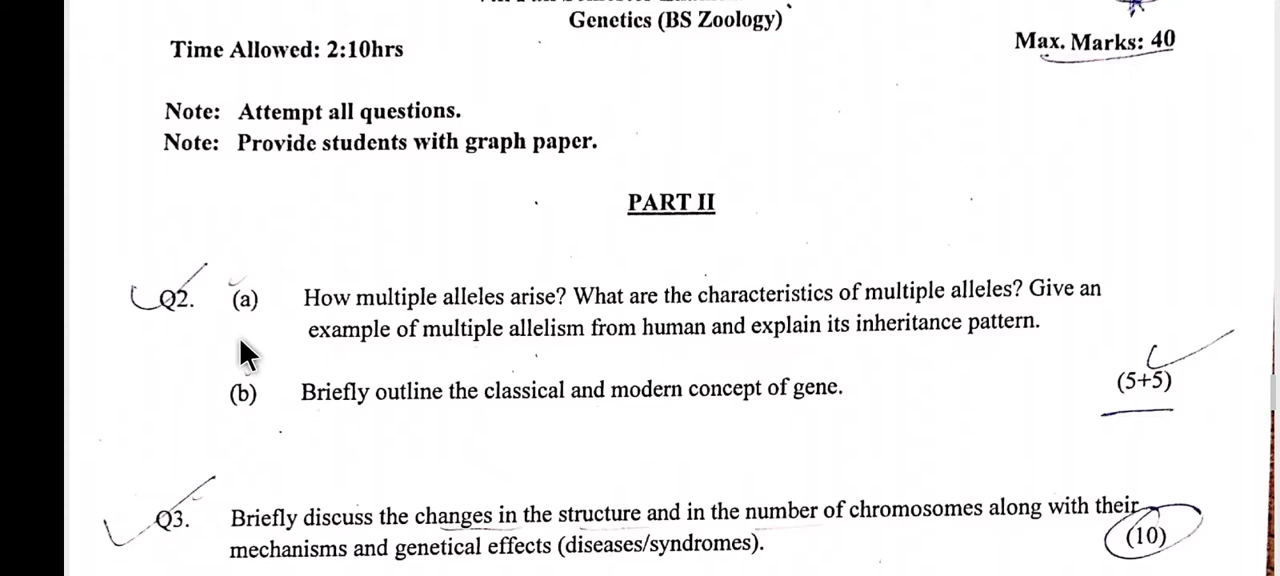 Genetics (BS Zoology)
Time Allowed: 2:10hrs
Max. Marks: 40
Note: Attempt all questions.
Note: Provide students with graph paper.
PART II
Q2. (a) How multiple alleles arise? What are the characteristics of multiple alleles? Give an
example of multiple allelism from human and explain its inheritance pattern.
(b) Briefly outline the classical and modern concept of gene.
(5+5)
Q3. Briefly discuss the changes in the structure and in the number of chromosomes along with their
mechanisms and genetical effects (diseases/syndromes).
(10)